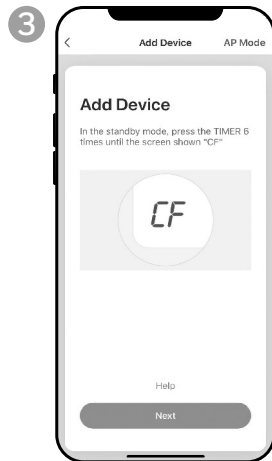 3
< Add Device AP Mode
Add Device
In the standby mode, press the TIMER 6
times until the screen shown "CF"
CF
Help
Next